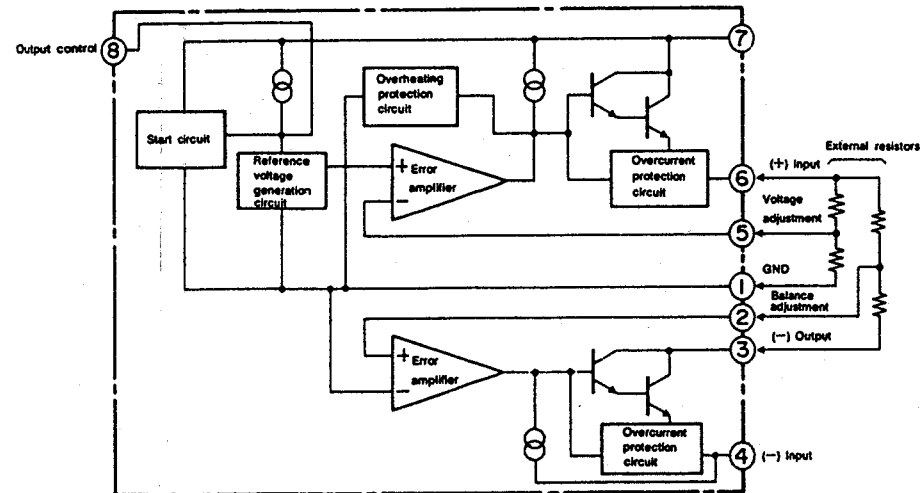 Output control
8
7
Start circuit
Overheating
protection
circuit
Reference
voltage
generation
circuit
+
−
Error
amplifier
Overcurrent
protection
circuit
External resistors
(+) Input
6
Voltage
adjustment
5
GND
1
Balance
adjustment
2
(−) Output
3
+
−
Error
amplifier
Overcurrent
protection
circuit
4
(−) Input